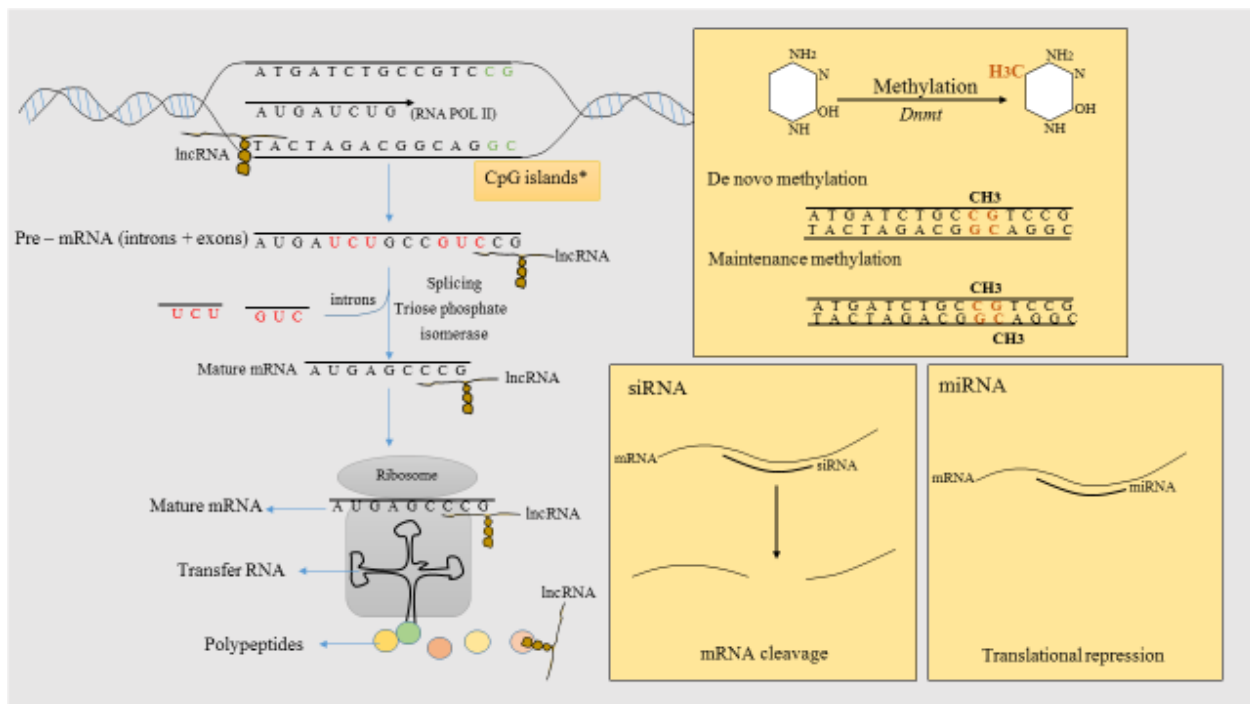 A T G A T C T G C C G T C C G
A U G A U C U G (RNA POL II)
lncRNA
T A C T A G A C G G C A G G C
CpG islands*
Pre – mRNA (introns + exons)
A U G A U C U G C C G U C C G
lncRNA
introns
U C U
G U C
Splicing
Triose phosphate
isomerase
Mature mRNA
A U G A G C C C G
lncRNA
Ribosome
Mature mRNA
A U G A G C C C G
lncRNA
Transfer RNA
lncRNA
Polypeptides
NH2
N
OH
NH
Methylation
Dnmt
H3C
NH2
N
OH
NH
De novo methylation
CH3
A T G A T C T G C C G T C C G
T A C T A G A C G G C A G G C
Maintenance methylation
CH3
A T G A T C T G C C G T C C G
T A C T A G A C G G C A G G C
CH3
siRNA
mRNA
siRNA
mRNA cleavage
miRNA
mRNA
miRNA
Translational repression